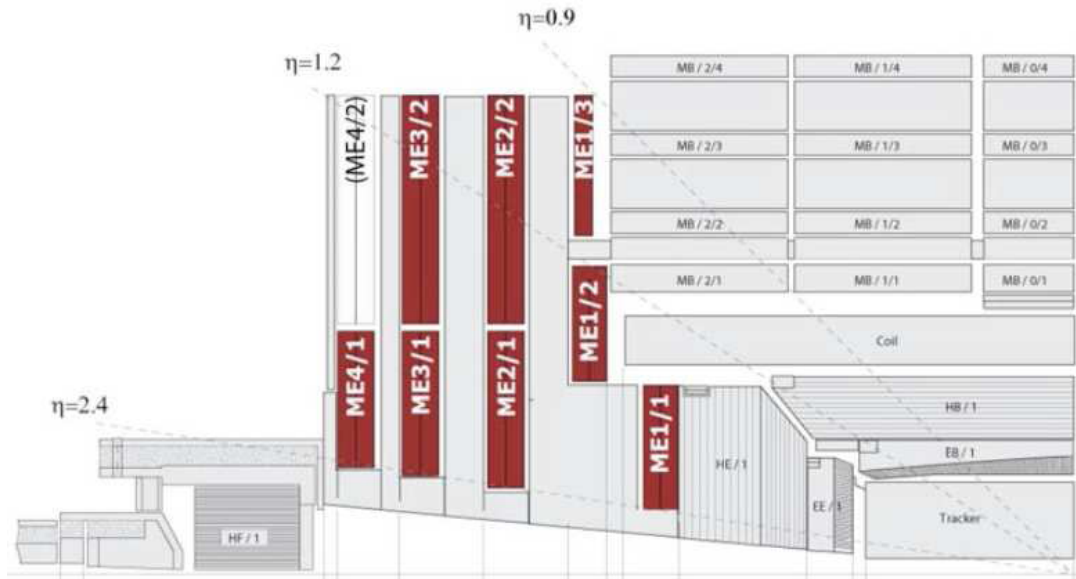 η=0.9
η=1.2
MB / 2/4
MB / 1/4
MB / 0/4
(ME4/2)
ME3/2
ME2/2
ME1/3
MB / 2/3
MB / 1/3
MB / 0/3
MB / 2/2
MB / 1/2
MB / 0/2
MB / 2/1
MB / 1/1
MB / 0/1
ME1/2
Coil
ME4/1
ME3/1
ME2/1
η=2.4
ME1/1
HB / 1
HE / 1
EB / 1
EE / 1
Tracker
HF / 1